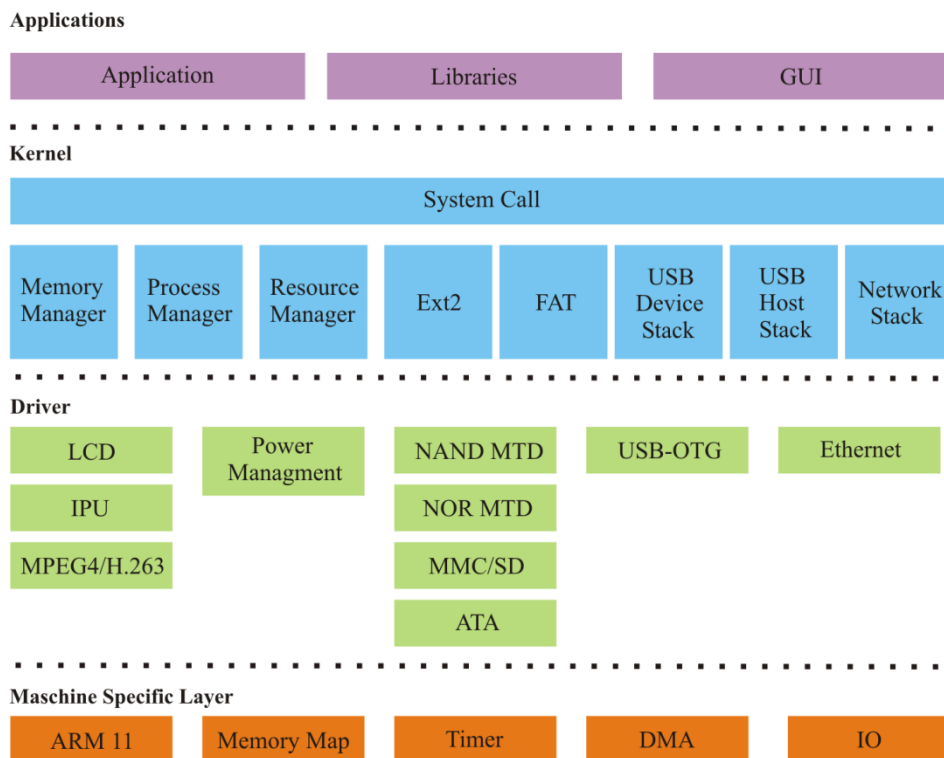 Applications
Application
Libraries
GUI
Kernel
System Call
Memory
Manager
Process
Manager
Resource
Manager
Ext2
FAT
USB
Device
Stack
USB
Host
Stack
Network
Stack
Driver
LCD
Power
Managment
NAND MTD
USB-OTG
Ethernet
IPU
NOR MTD
MPEG4/H.263
MMC/SD
ATA
Maschine Specific Layer
ARM 11
Memory Map
Timer
DMA
IO